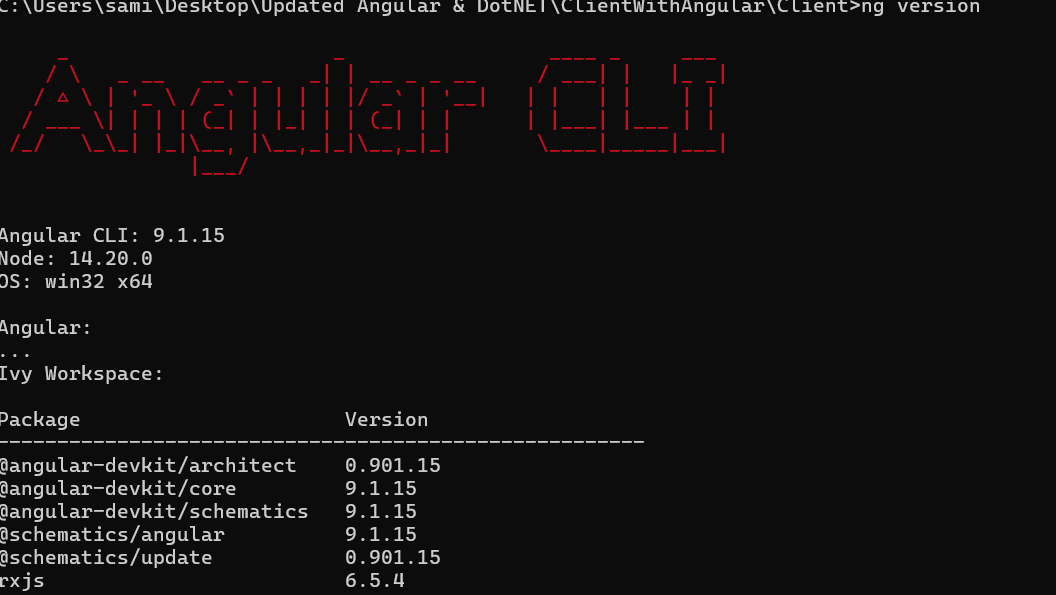 C:\Users\sami\Desktop\Updated Angular & DotNET\ClientWithAngular\Client>ng version
Angular CLI
Angular CLI: 9.1.15
Node: 14.20.0
OS: win32 x64
Angular:
...
Ivy Workspace:
Package Version
------------------------------------------------------
@angular-devkit/architect 0.901.15
@angular-devkit/core 9.1.15
@angular-devkit/schematics 9.1.15
@schematics/angular 9.1.15
@schematics/update 0.901.15
rxjs 6.5.4